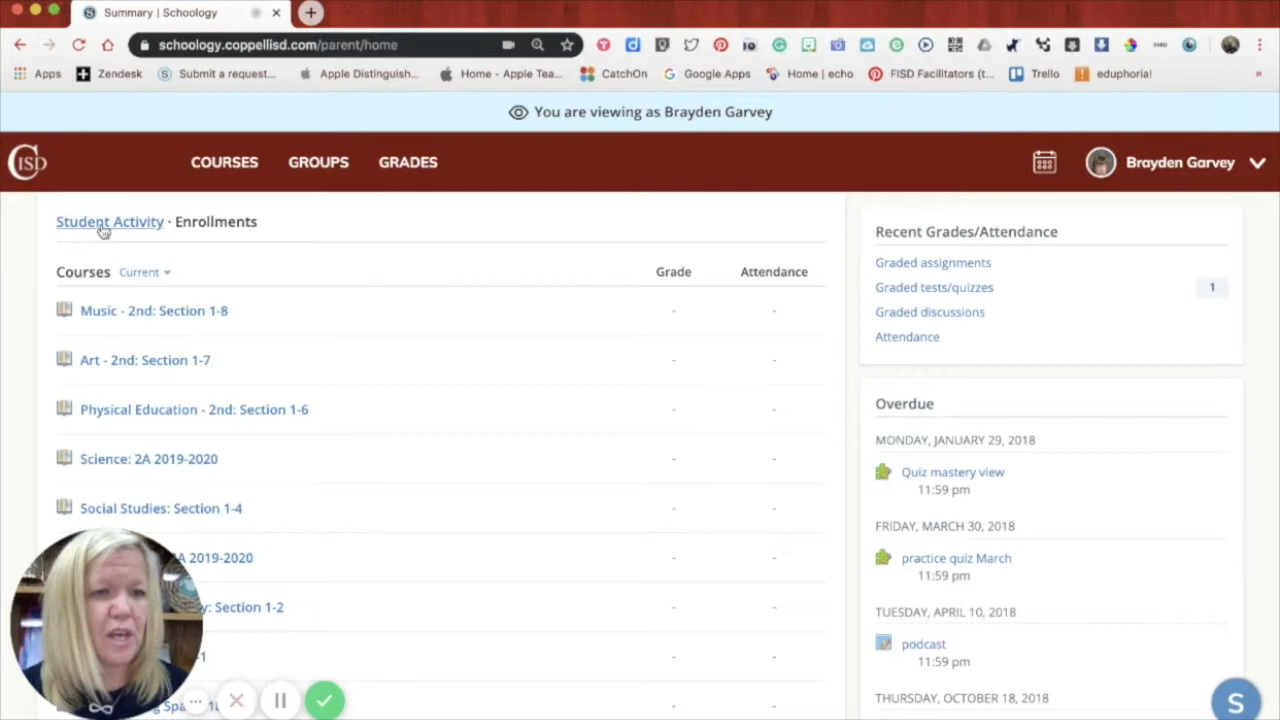 Summary | Schoology
schoology.coppellisd.com/parent/home
Apps Zendesk Submit a request... Apple Distinguish... Home - Apple Tea... CatchOn Google Apps Home | echo FISD Facilitators (t... Trello eduphoria! »
You are viewing as Brayden Garvey
CISD COURSES GROUPS GRADES Brayden Garvey
Student Activity · Enrollments
Courses Current Grade Attendance
Music - 2nd: Section 1-8 - -
Art - 2nd: Section 1-7 - -
Physical Education - 2nd: Section 1-6 - -
Science: 2A 2019-2020 - -
Social Studies: Section 1-4 - -
A 2019-2020 - -
y: Section 1-2 - -
-1 - -
- -
Recent Grades/Attendance
Graded assignments
Graded tests/quizzes 1
Graded discussions
Attendance
Overdue
MONDAY, JANUARY 29, 2018
Quiz mastery view
11:59 pm
FRIDAY, MARCH 30, 2018
practice quiz March
11:59 pm
TUESDAY, APRIL 10, 2018
podcast
11:59 pm
THURSDAY, OCTOBER 18, 2018
S